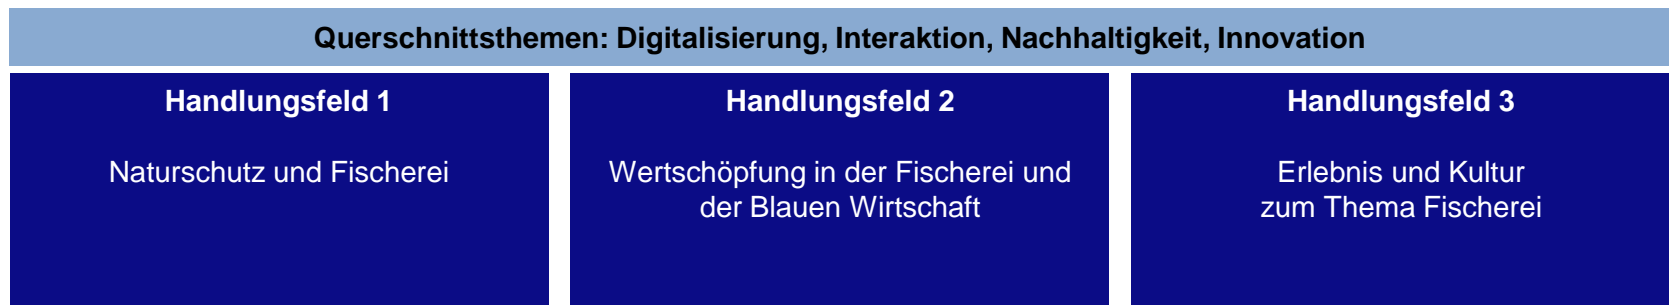 Querschnittsthemen: Digitalisierung, Interaktion, Nachhaltigkeit, Innovation
Handlungsfeld 1
Naturschutz und Fischerei
Handlungsfeld 2
Wertschöpfung in der Fischerei und
der Blauen Wirtschaft
Handlungsfeld 3
Erlebnis und Kultur
zum Thema Fischerei